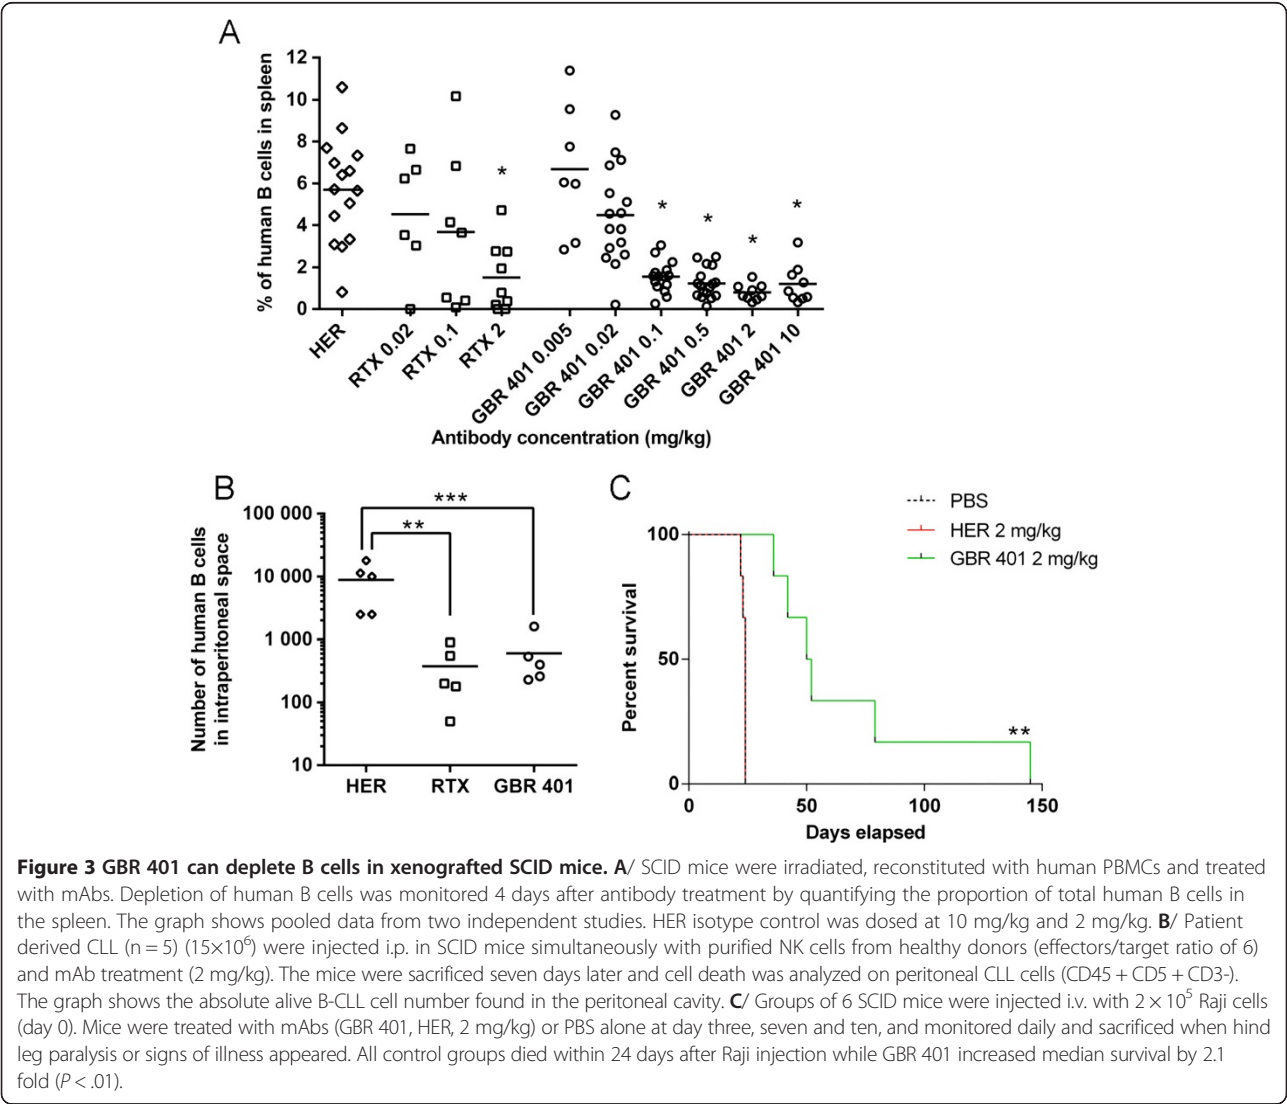 A
12
10
8
6
4
2
0
% of human B cells in spleen
*
*
*
*
*
HER
RTX 0.02
RTX 0.1
RTX 2
GBR 401 0.005
GBR 401 0.02
GBR 401 0.1
GBR 401 0.5
GBR 401 2
GBR 401 10
Antibody concentration (mg/kg)
B
100 000
10 000
1 000
100
10
Number of human B cells
in intraperitoneal space
***
**
HER
RTX
GBR 401
C
PBS
HER 2 mg/kg
GBR 401 2 mg/kg
100
50
0
Percent survival
**
0
50
100
150
Days elapsed
Figure 3 GBR 401 can deplete B cells in xenografted SCID mice. A/ SCID mice were irradiated, reconstituted with human PBMCs and treated
with mAbs. Depletion of human B cells was monitored 4 days after antibody treatment by quantifying the proportion of total human B cells in
the spleen. The graph shows pooled data from two independent studies. HER isotype control was dosed at 10 mg/kg and 2 mg/kg. B/ Patient
derived CLL (n = 5) (15×10⁶) were injected i.p. in SCID mice simultaneously with purified NK cells from healthy donors (effectors/target ratio of 6)
and mAb treatment (2 mg/kg). The mice were sacrificed seven days later and cell death was analyzed on peritoneal CLL cells (CD45 + CD5 + CD3-).
The graph shows the absolute alive B-CLL cell number found in the peritoneal cavity. C/ Groups of 6 SCID mice were injected i.v. with 2 × 10⁵ Raji cells
(day 0). Mice were treated with mAbs (GBR 401, HER, 2 mg/kg) or PBS alone at day three, seven and ten, and monitored daily and sacrificed when hind
leg paralysis or signs of illness appeared. All control groups died within 24 days after Raji injection while GBR 401 increased median survival by 2.1
fold (P < .01).